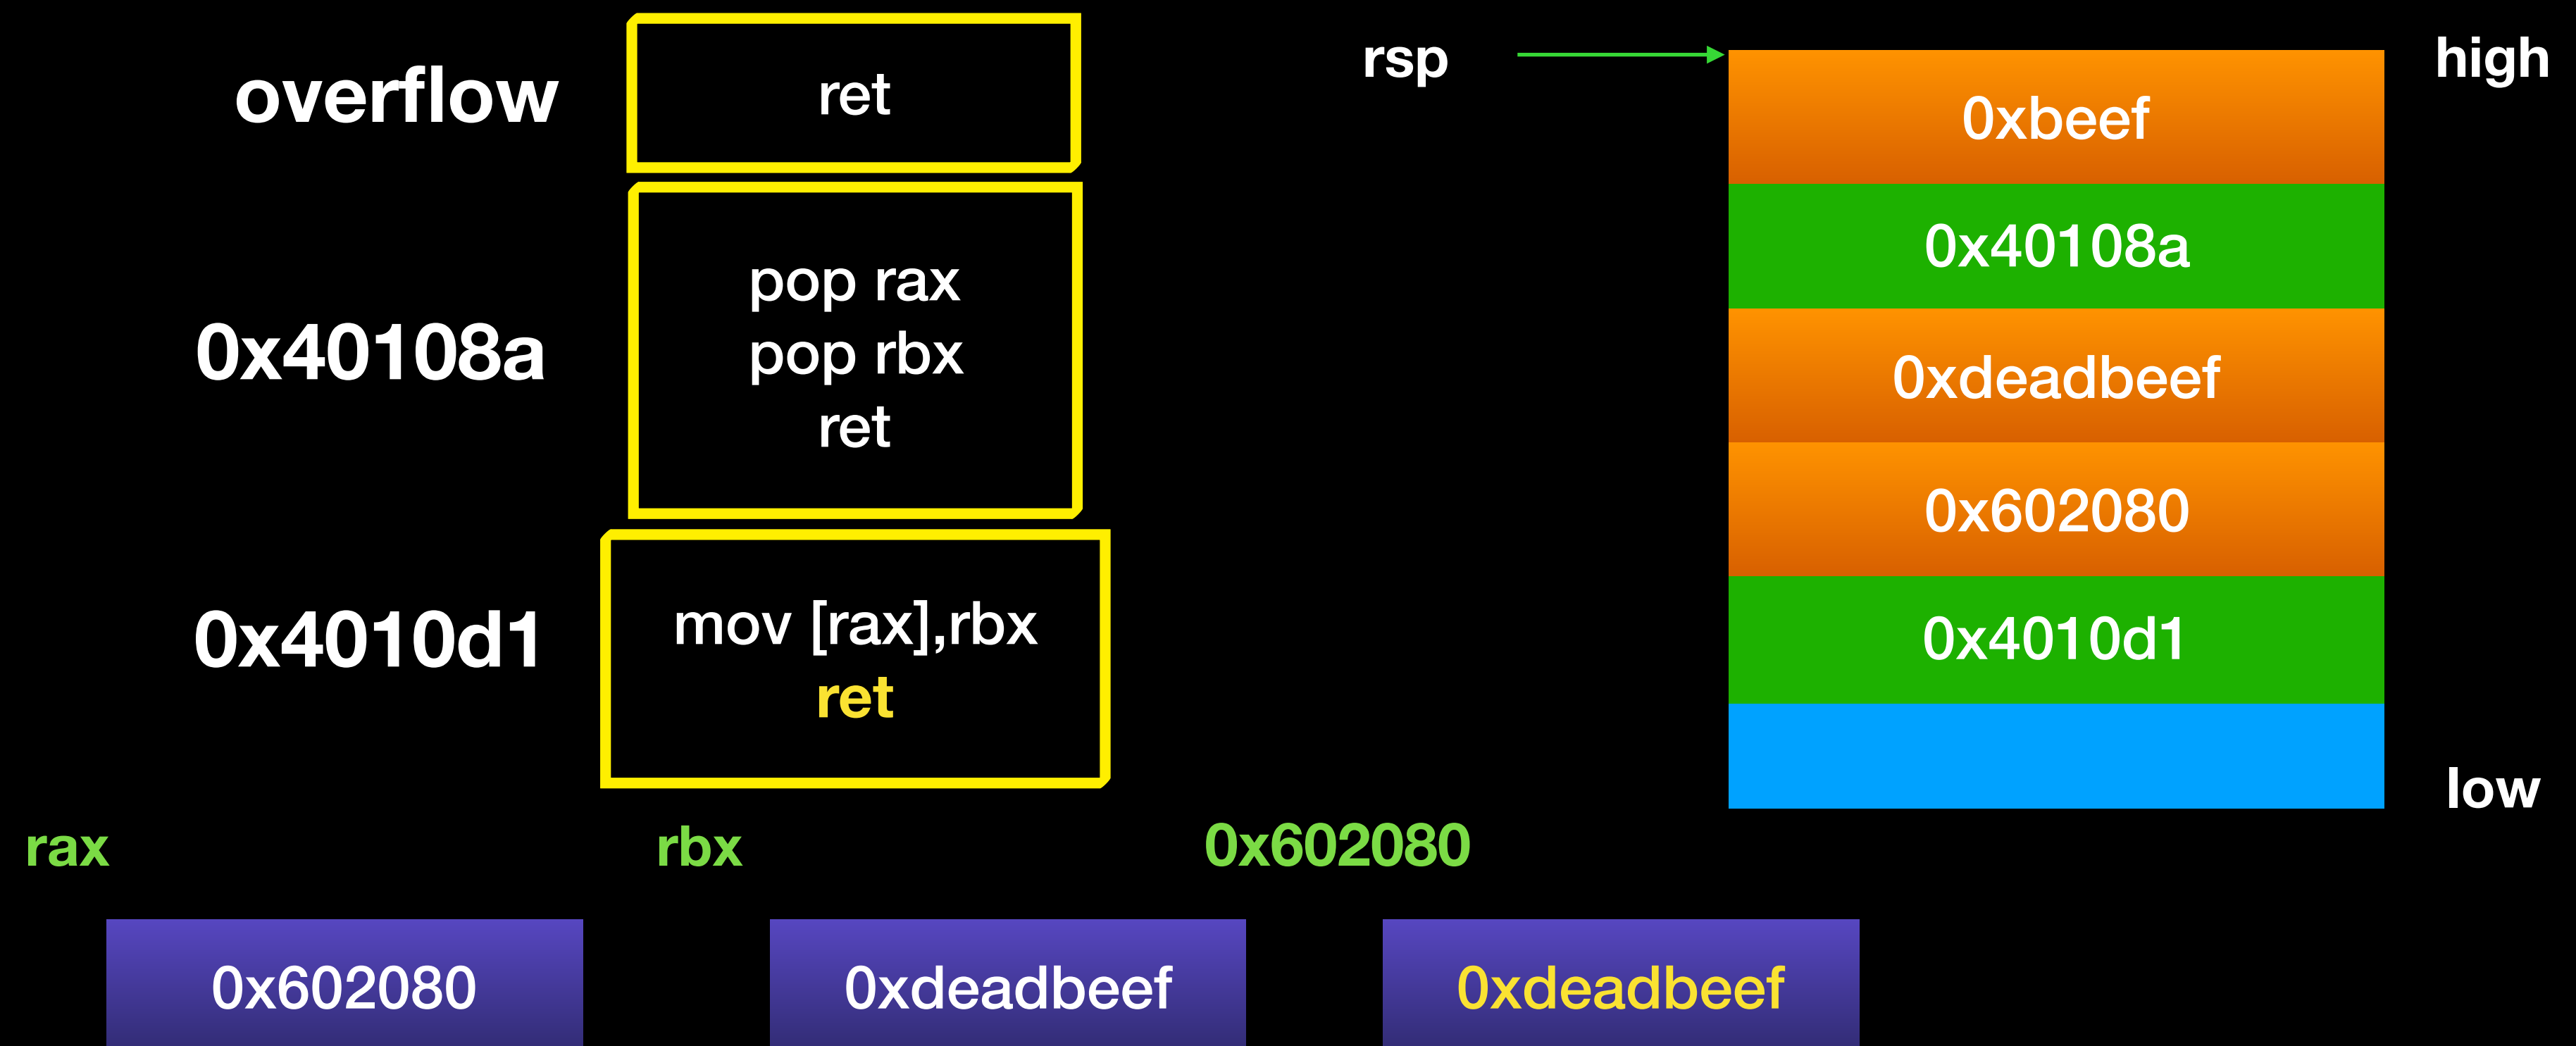 overflow
ret
0x40108a
pop rax
pop rbx
ret
0x4010d1
mov [rax],rbx
ret
rsp
high
0xbeef
0x40108a
0xdeadbeef
0x602080
0x4010d1
low
rax
0x602080
rbx
0xdeadbeef
0x602080
0xdeadbeef